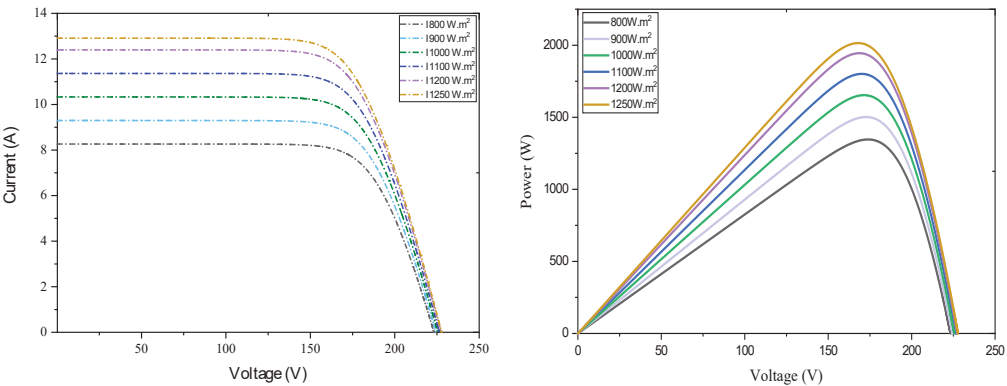 14
13
12
10
8
6
4
2
0
50
100
150
200
250
Current (A)
Voltage (V)
I800 W.m²
I900 W.m²
I1000 W.m²
I1100 W.m²
I1200 W.m²
I1250 W.m²
2000
1500
1000
500
0
0
50
100
150
200
250
Power (W)
Voltage (V)
800W.m²
900W.m²
1000W.m²
1100W.m²
1200W.m²
1250W.m²